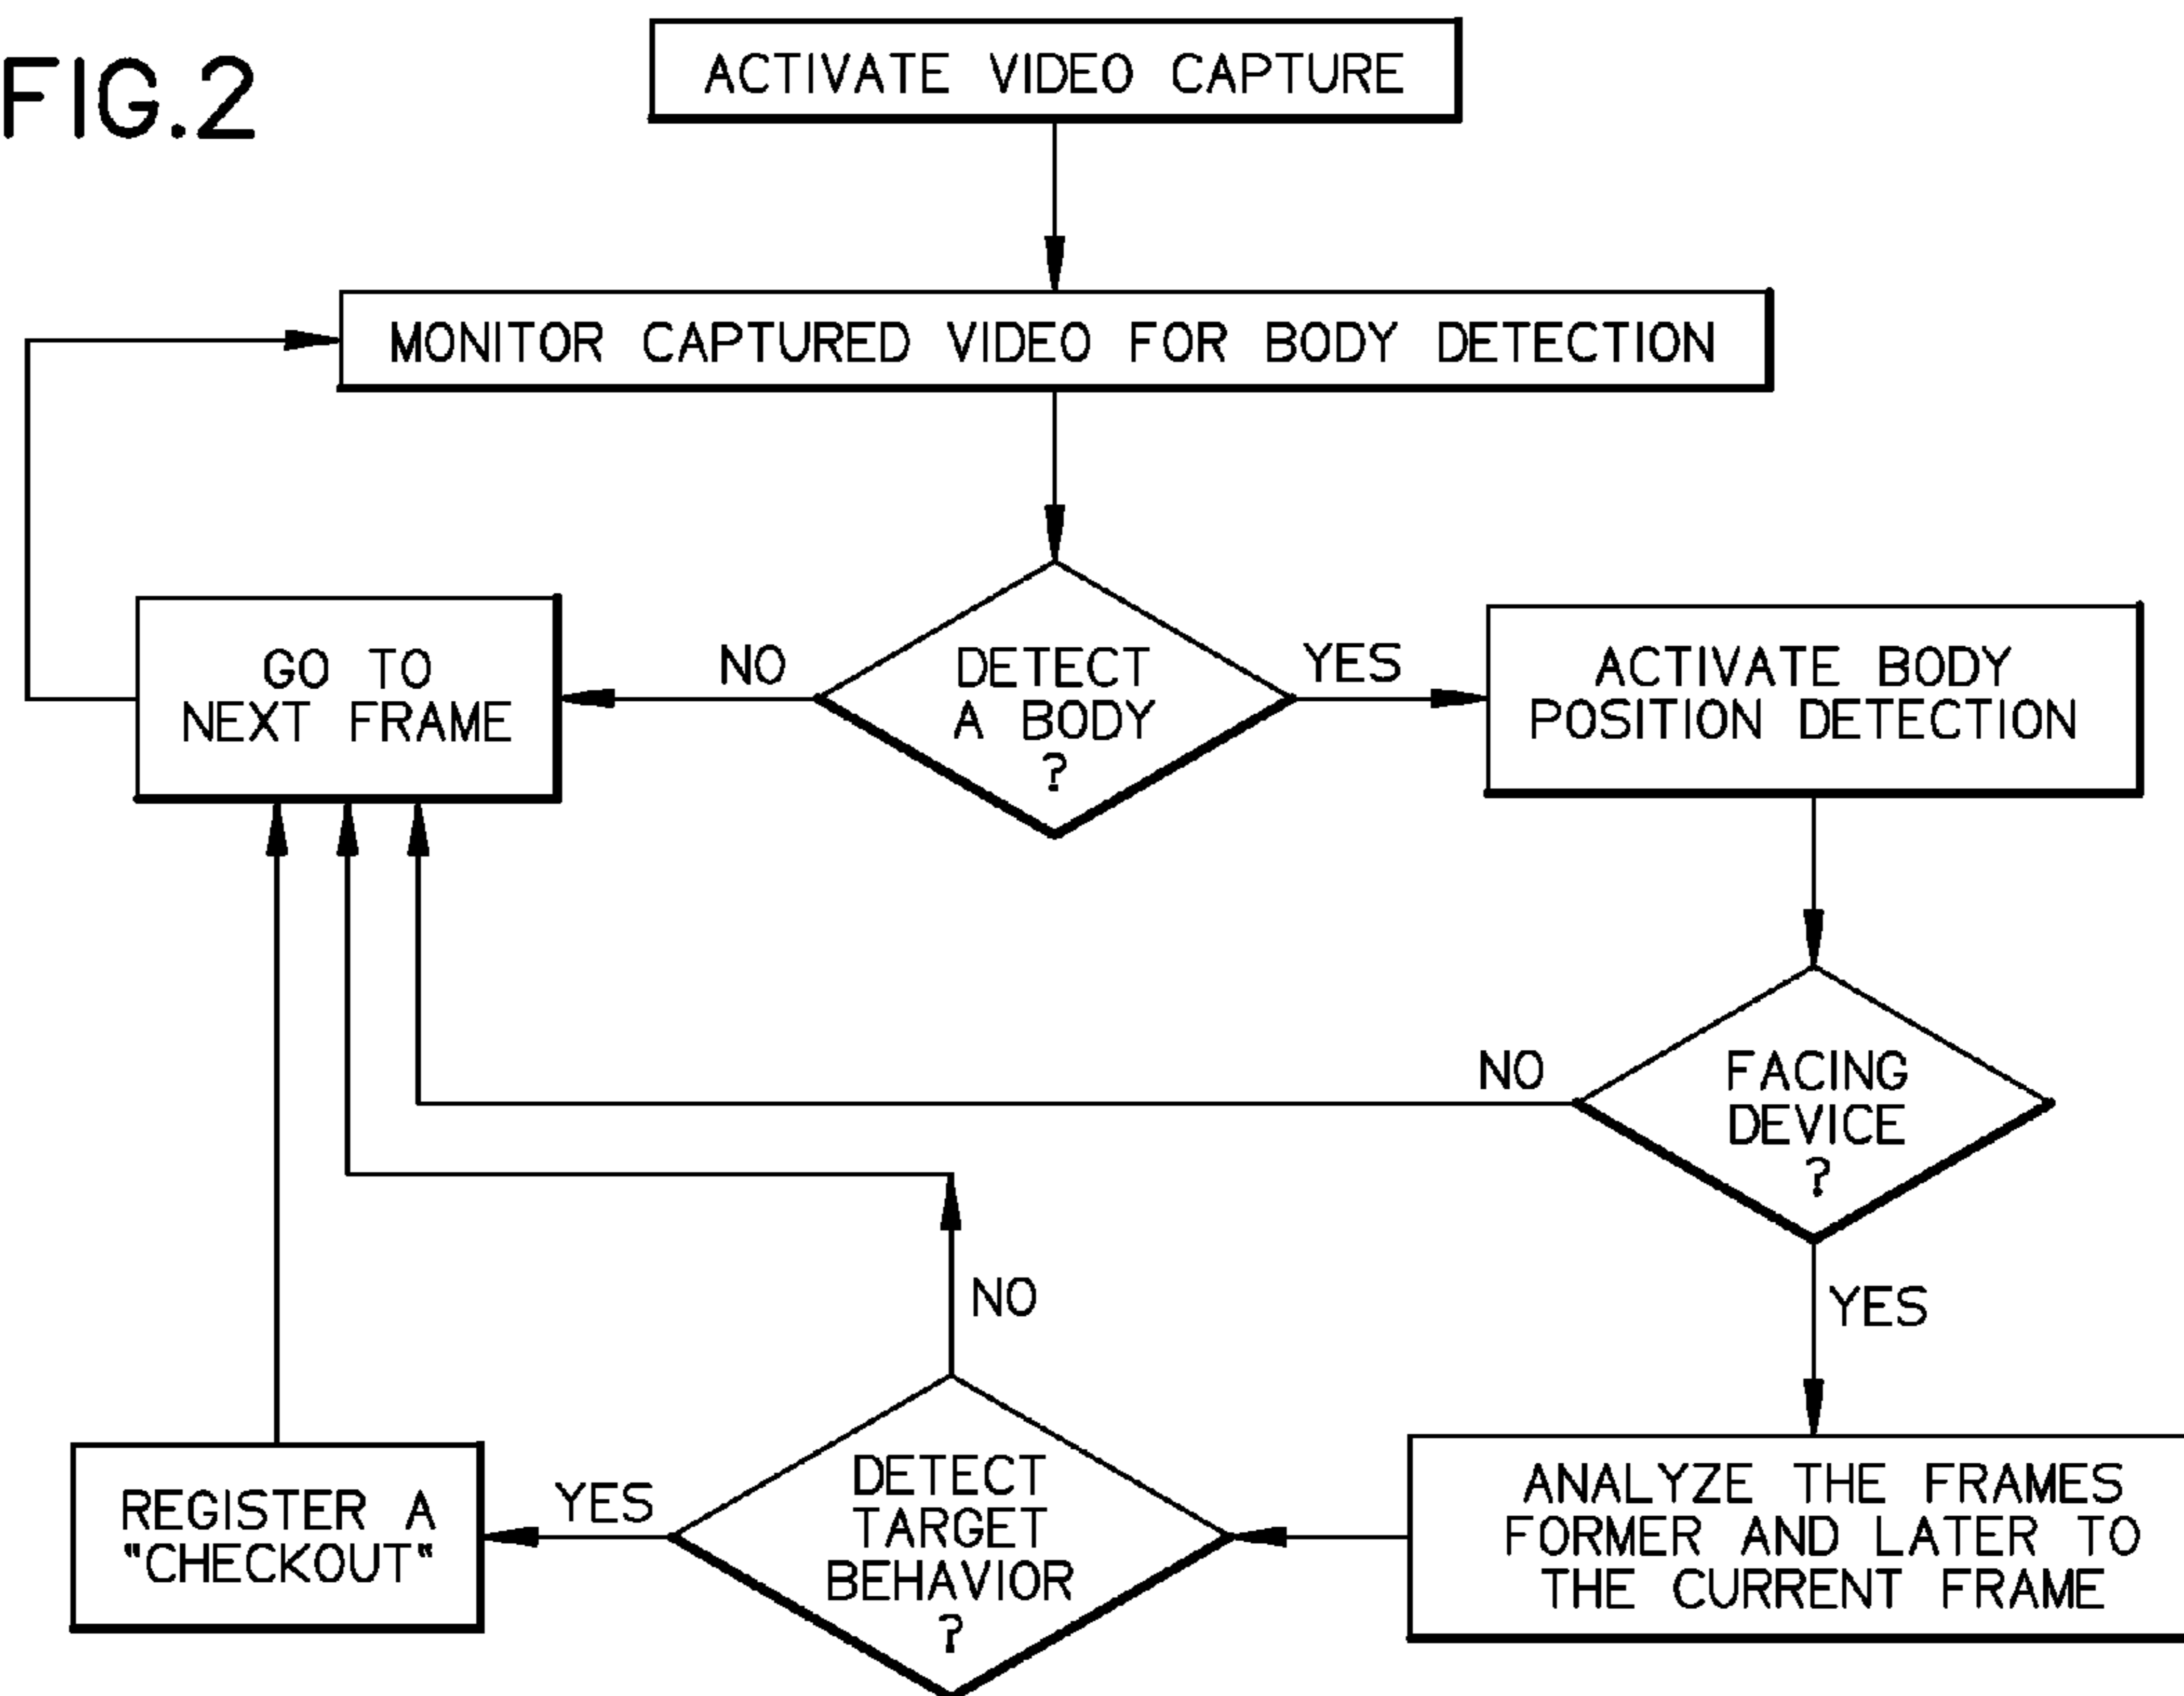 FIG.2
ACTIVATE VIDEO CAPTURE
MONITOR CAPTURED VIDEO FOR BODY DETECTION
GO TO
NEXT FRAME
NO
DETECT
A BODY
?
YES
ACTIVATE BODY
POSITION DETECTION
NO
FACING
DEVICE
?
YES
NO
REGISTER A
"CHECKOUT"
YES
DETECT
TARGET
BEHAVIOR
?
ANALYZE THE FRAMES
FORMER AND LATER TO
THE CURRENT FRAME